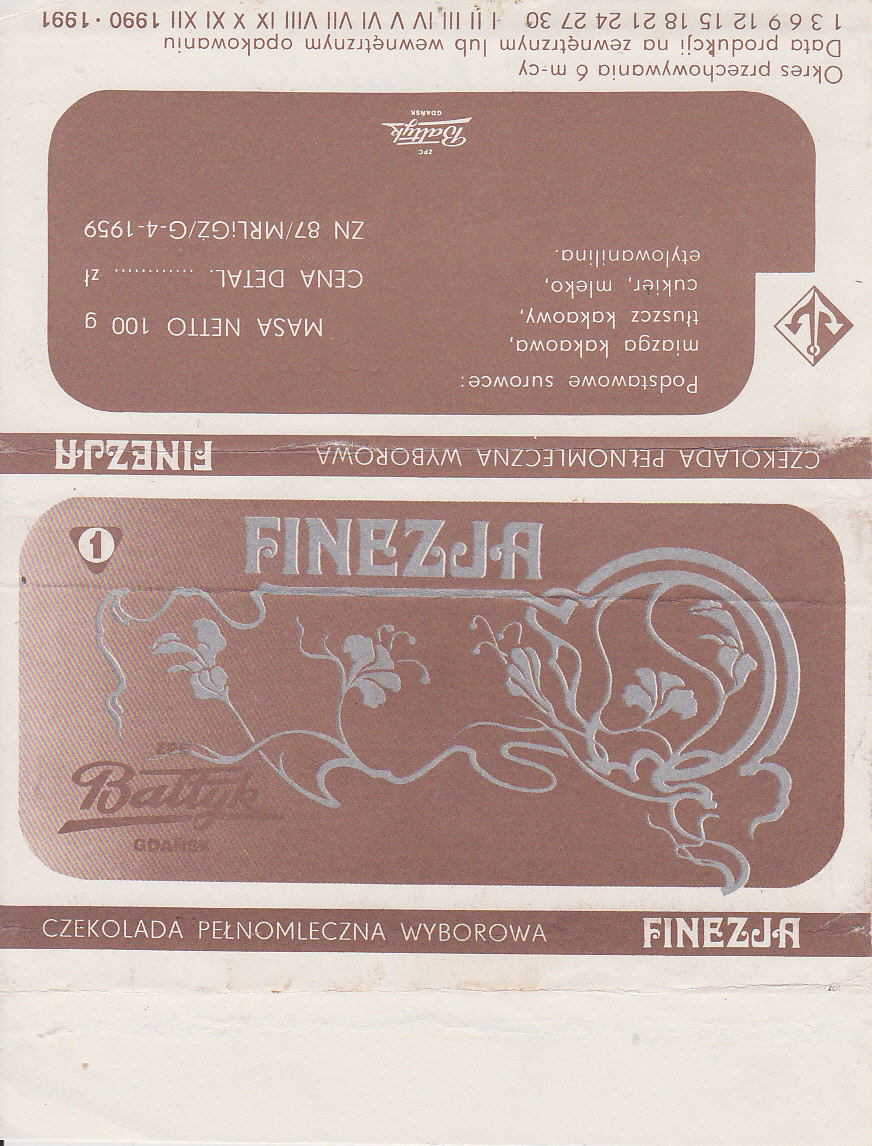 1
FINEZJA
ZPC
Bałtyk
GDAŃSK
CZEKOLADA PEŁNOMLECZNA WYBOROWA FINEZJA
CZEKOLADA PEŁNOMLECZNA WYBOROWA FINEZJA
Podstawowe surowce:
miazga kakaowa,
tłuszcz kakaowy,
cukier, mleko,
etylowanilina.
MASA NETTO 100 g
CENA DETAL. ............. zł
ZN 87/MRLiGŻ/G-4-1959
ZPC
Bałtyk
GDAŃSK
Okres przechowywania 6 m-cy
Data produkcji na zewnętrznym lub wewnętrznym opakowaniu
1 3 6 9 12 15 18 21 24 27 30 I II III IV V VI VII VIII IX X XI XII 1990 · 1991